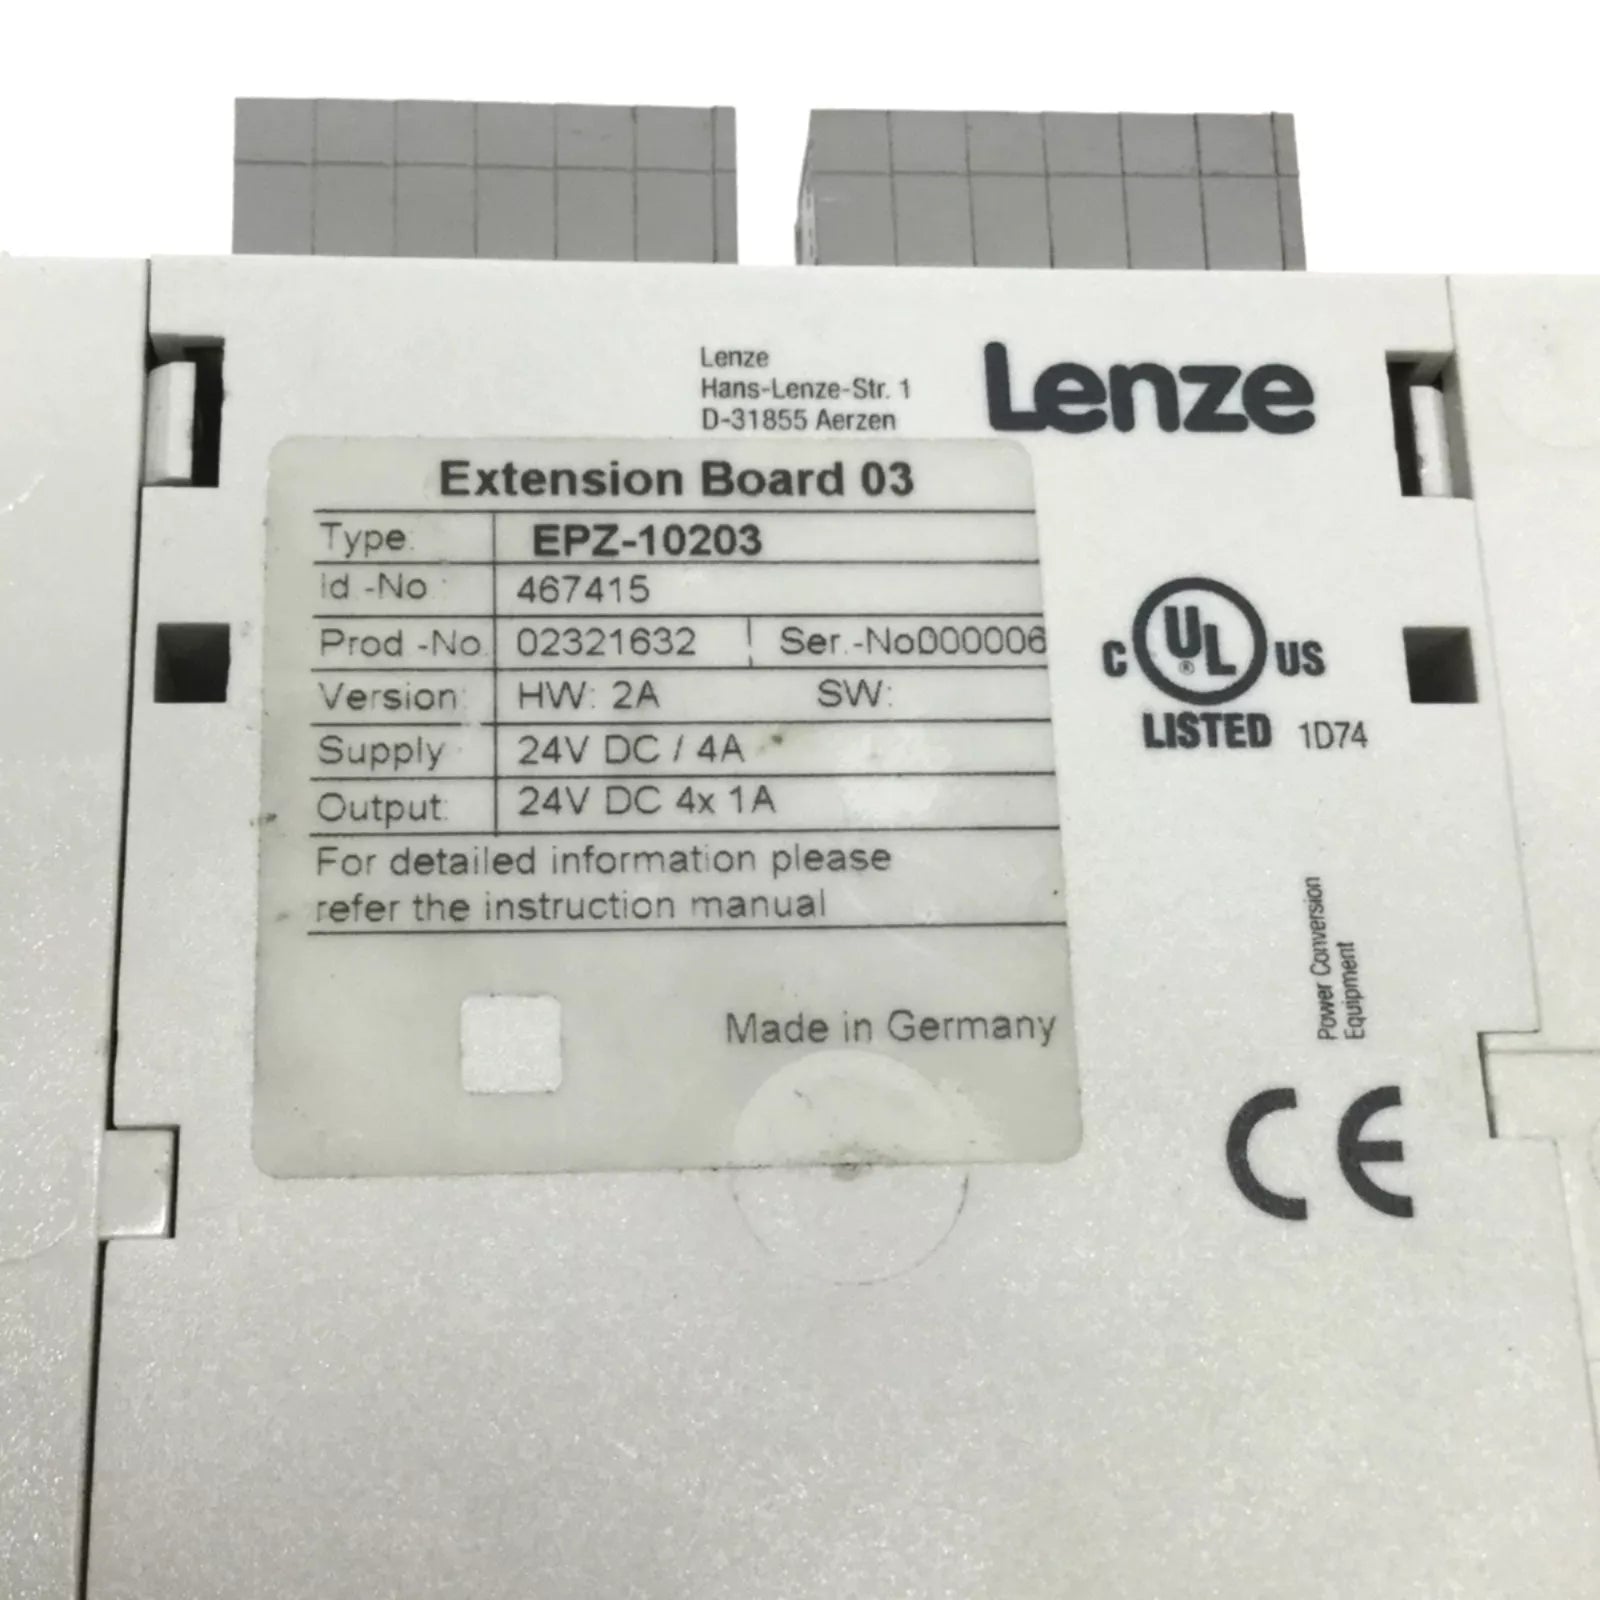 Lenze
Hans-Lenze-Str. 1
D-31855 Aerzen
Lenze
Extension Board 03
Type: EPZ-10203
Id.-No.: 467415
Prod.-No. 02321632 Ser.-No000006
Version: HW: 2A SW:
Supply 24V DC / 4A
Output: 24V DC 4x 1A
For detailed information please
refer the instruction manual
Made in Germany
C UL® US
LISTED 1D74
Power Conversion
Equipment
CE